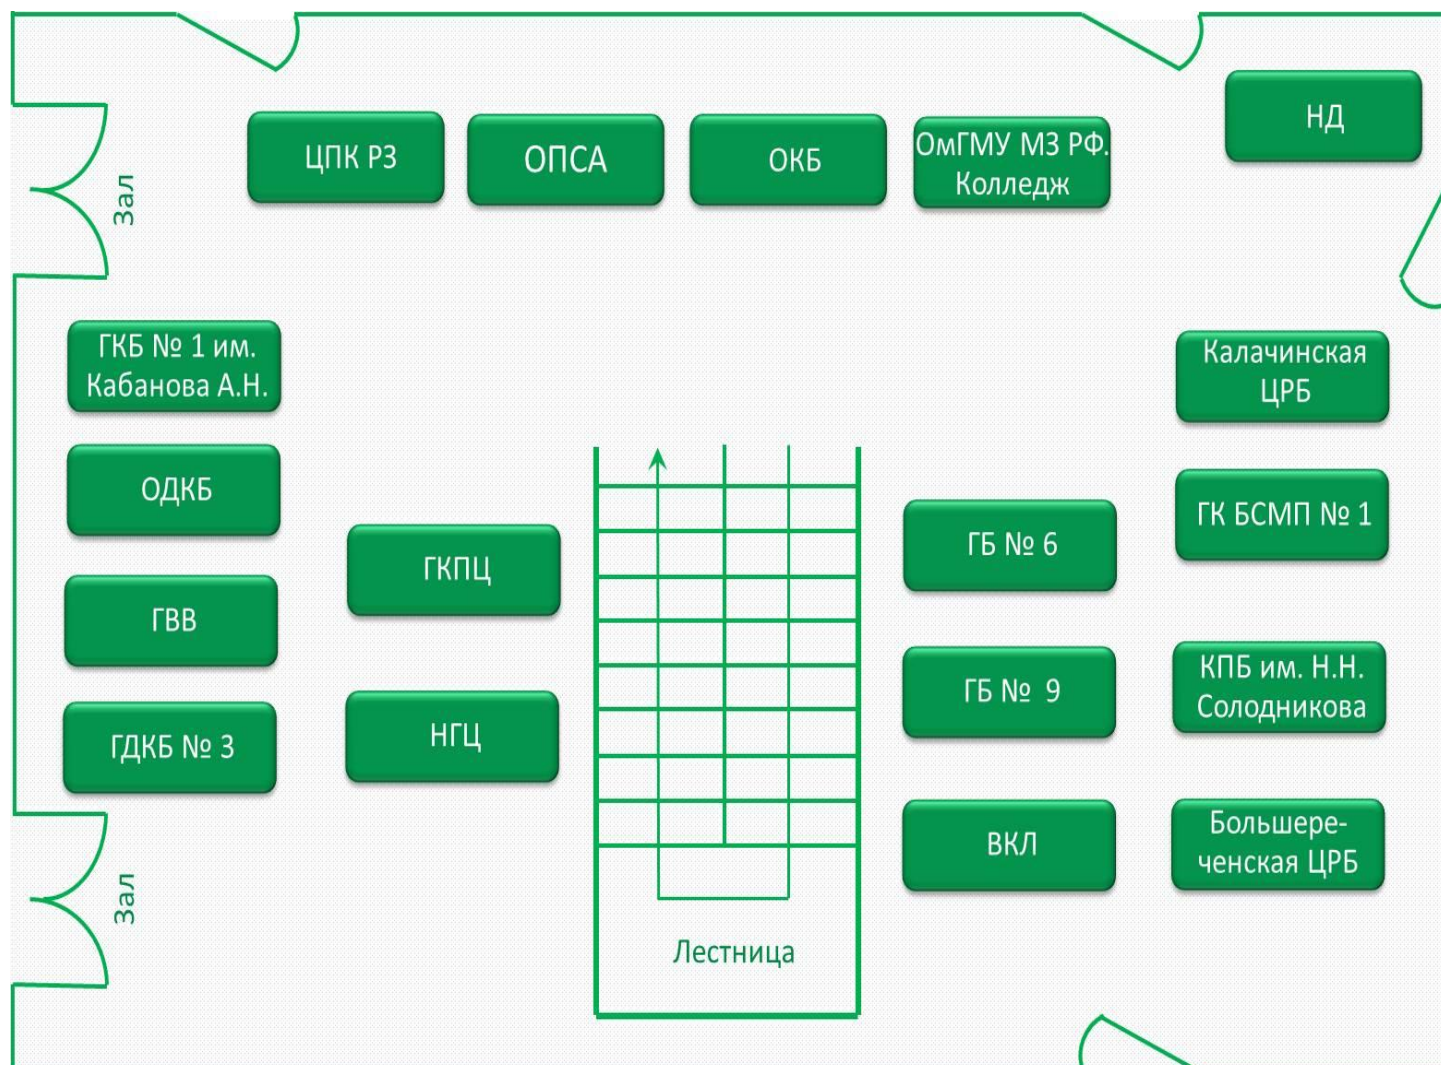 ЦПК РЗ
ОПСА
ОКБ
ОмГМУ МЗ РФ.
Колледж
НД
Зал
ГКБ № 1 им.
Кабанова А.Н.
ОДКБ
ГВВ
ГДКБ № 3
ГКПЦ
НГЦ
ГБ № 6
ГБ № 9
ВКЛ
Калачинская
ЦРБ
ГК БСМП № 1
КПБ им. Н.Н.
Солодникова
Большере-
ченская ЦРБ
Зал
Лестница